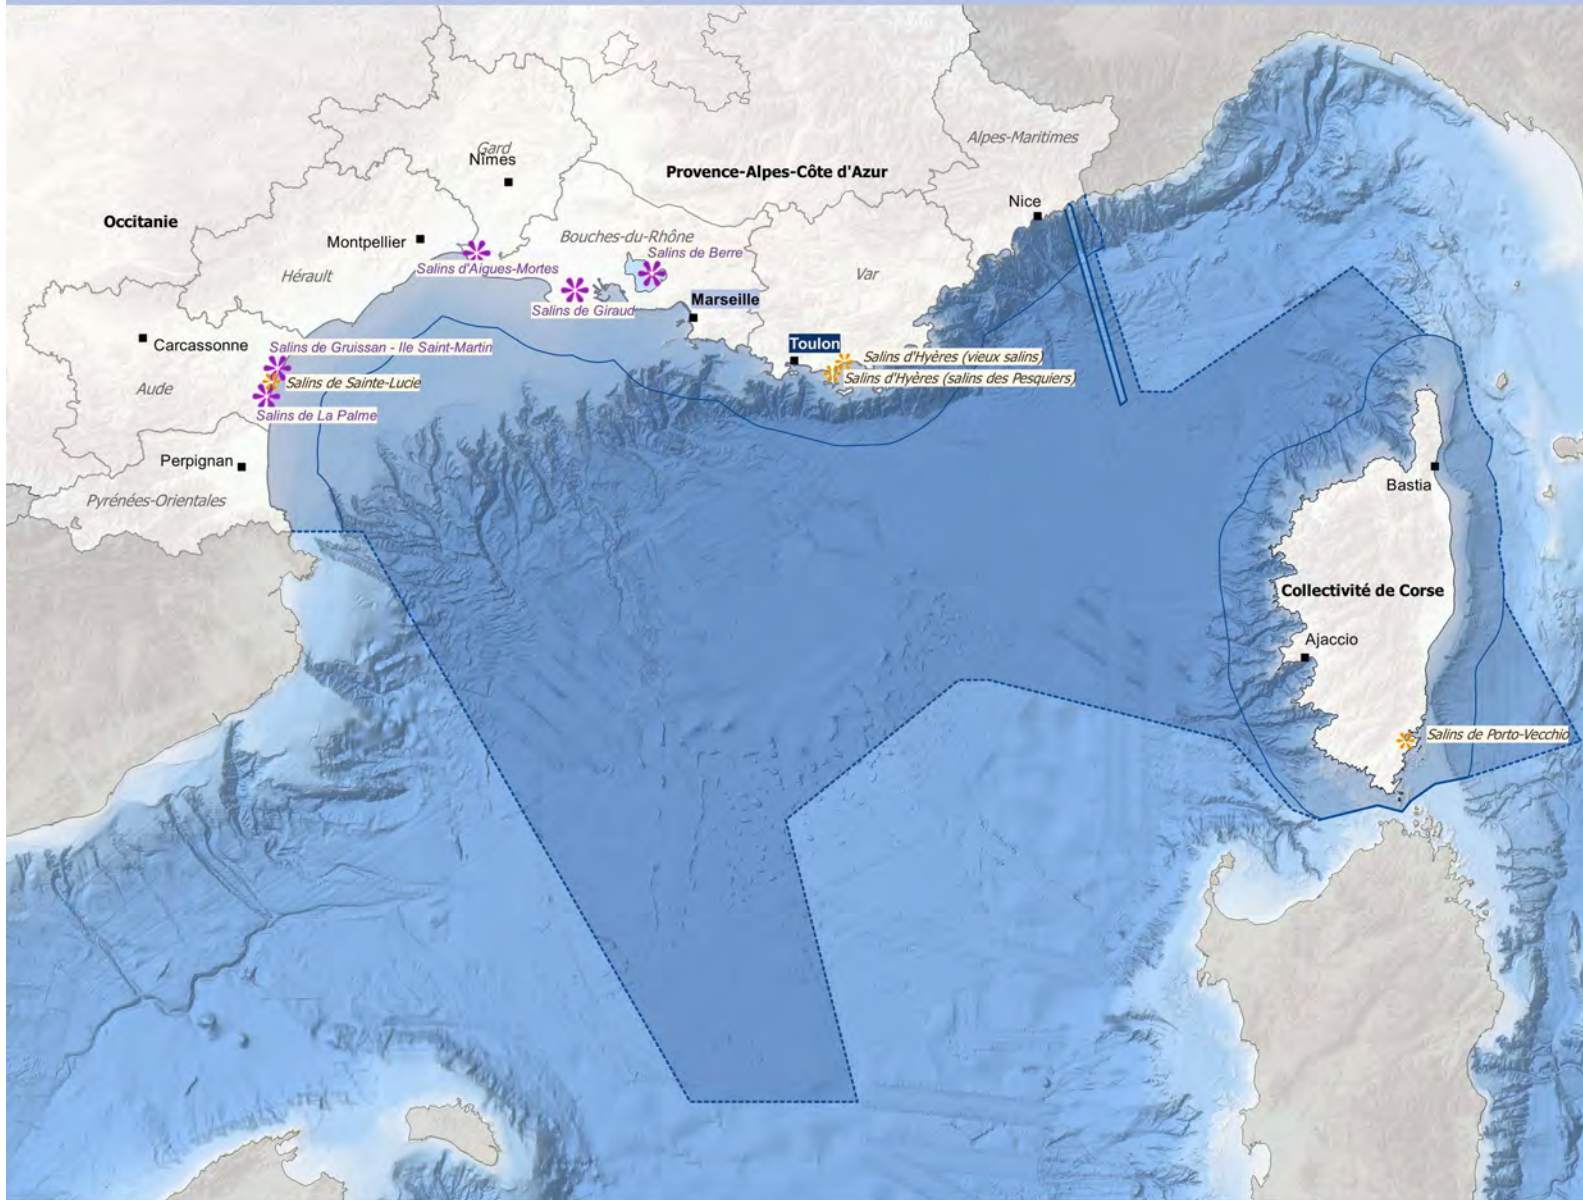 Alpes-Maritimes
Gard
Nîmes
Provence-Alpes-Côte d'Azur
Nice
Occitanie
Montpellier
Bouches-du-Rhône
Salins de Berre
Hérault
Salins d'Aigues-Mortes
Var
Marseille
Salins de Giraud
Carcassonne
Salins de Gruissan - Ile Saint-Martin
Toulon
Salins d'Hyères (vieux salins)
Aude
Salins de Sainte-Lucie
Salins d'Hyères (salins des Pesquiers)
Salins de La Palme
Perpignan
Pyrénées-Orientales
Bastia
Collectivité de Corse
Ajaccio
Salins de Porto-Vecchio